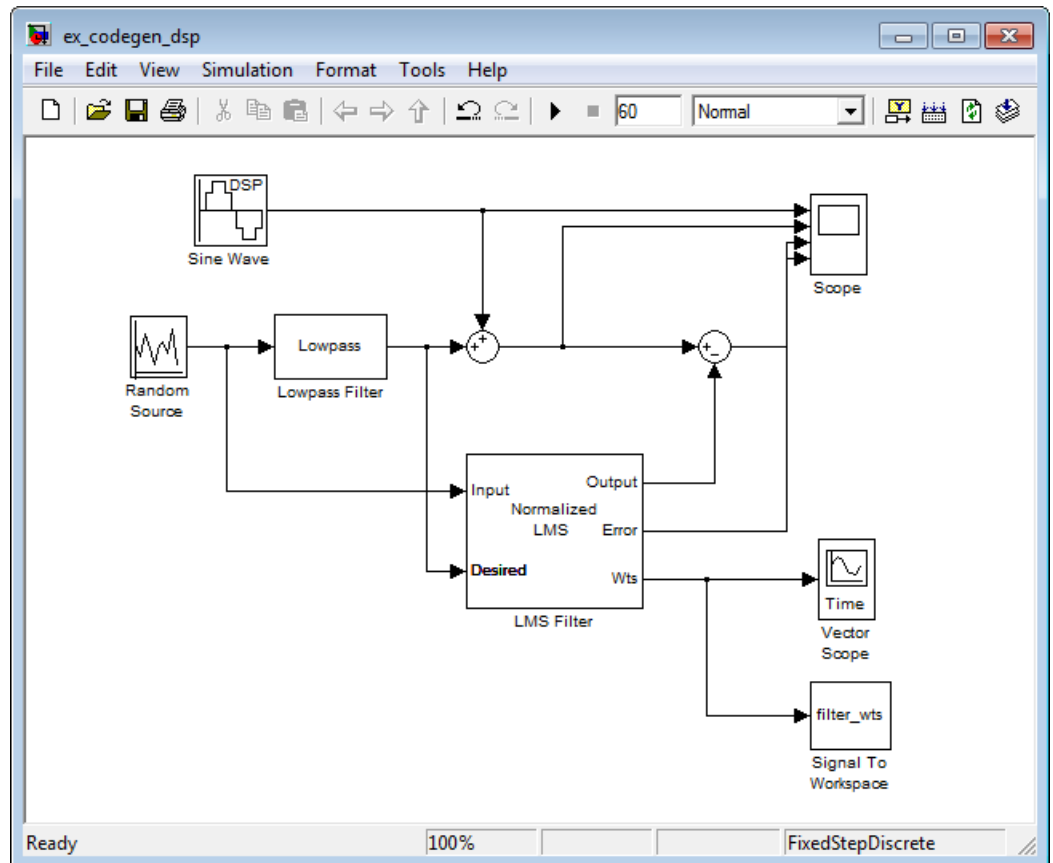 ex_codegen_dsp
File Edit View Simulation Format Tools Help
60 Normal
DSP
Sine Wave
Scope
Random
Source
Lowpass
Lowpass Filter
+ +
+ -
Input
Output
Normalized
LMS
Error
Desired
Wts
LMS Filter
Time
Vector
Scope
filter_wts
Signal To
Workspace
Ready 100% FixedStepDiscrete